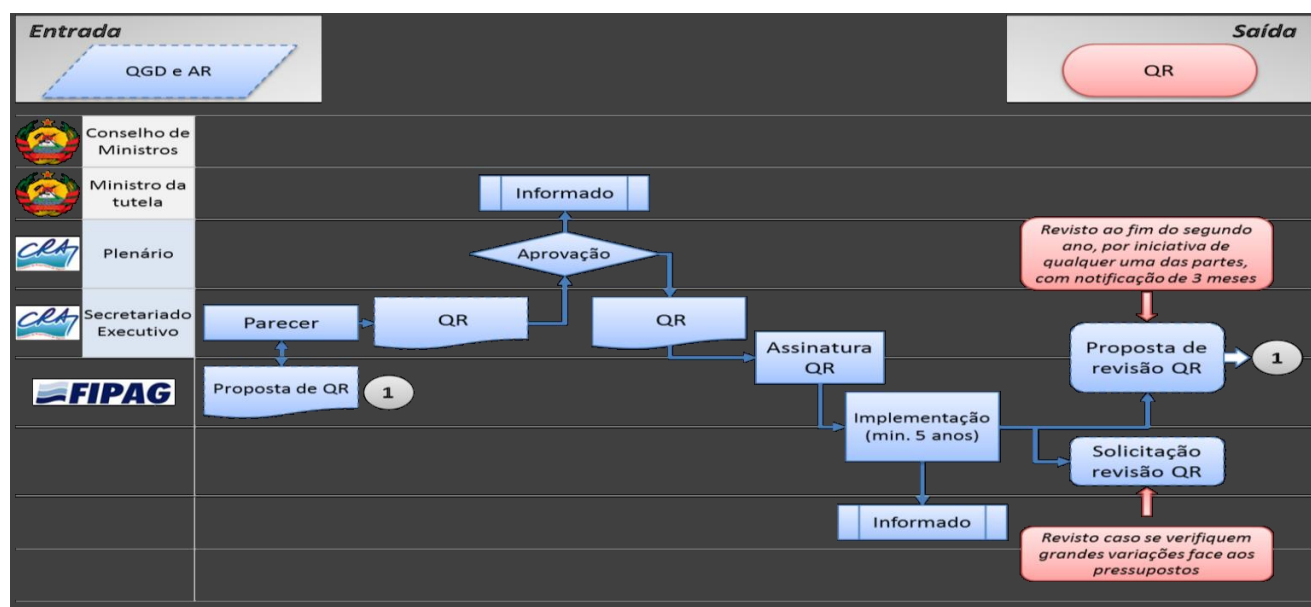 Entrada
QGD e AR
Saída
QR
Conselho de
Ministros
Ministro da
tutela
Informado
CRA
Plenário
Aprovação
Revisto ao fim do segundo
ano, por iniciativa de
qualquer uma das partes,
com notificação de 3 meses
CRA
Secretariado
Executivo
Parecer
QR
QR
Assinatura
QR
Proposta de
revisão QR
1
FIPAG
Proposta de QR
1
Implementação
(min. 5 anos)
Solicitação
revisão QR
Informado
Revisto caso se verifiquem
grandes variações face aos
pressupostos